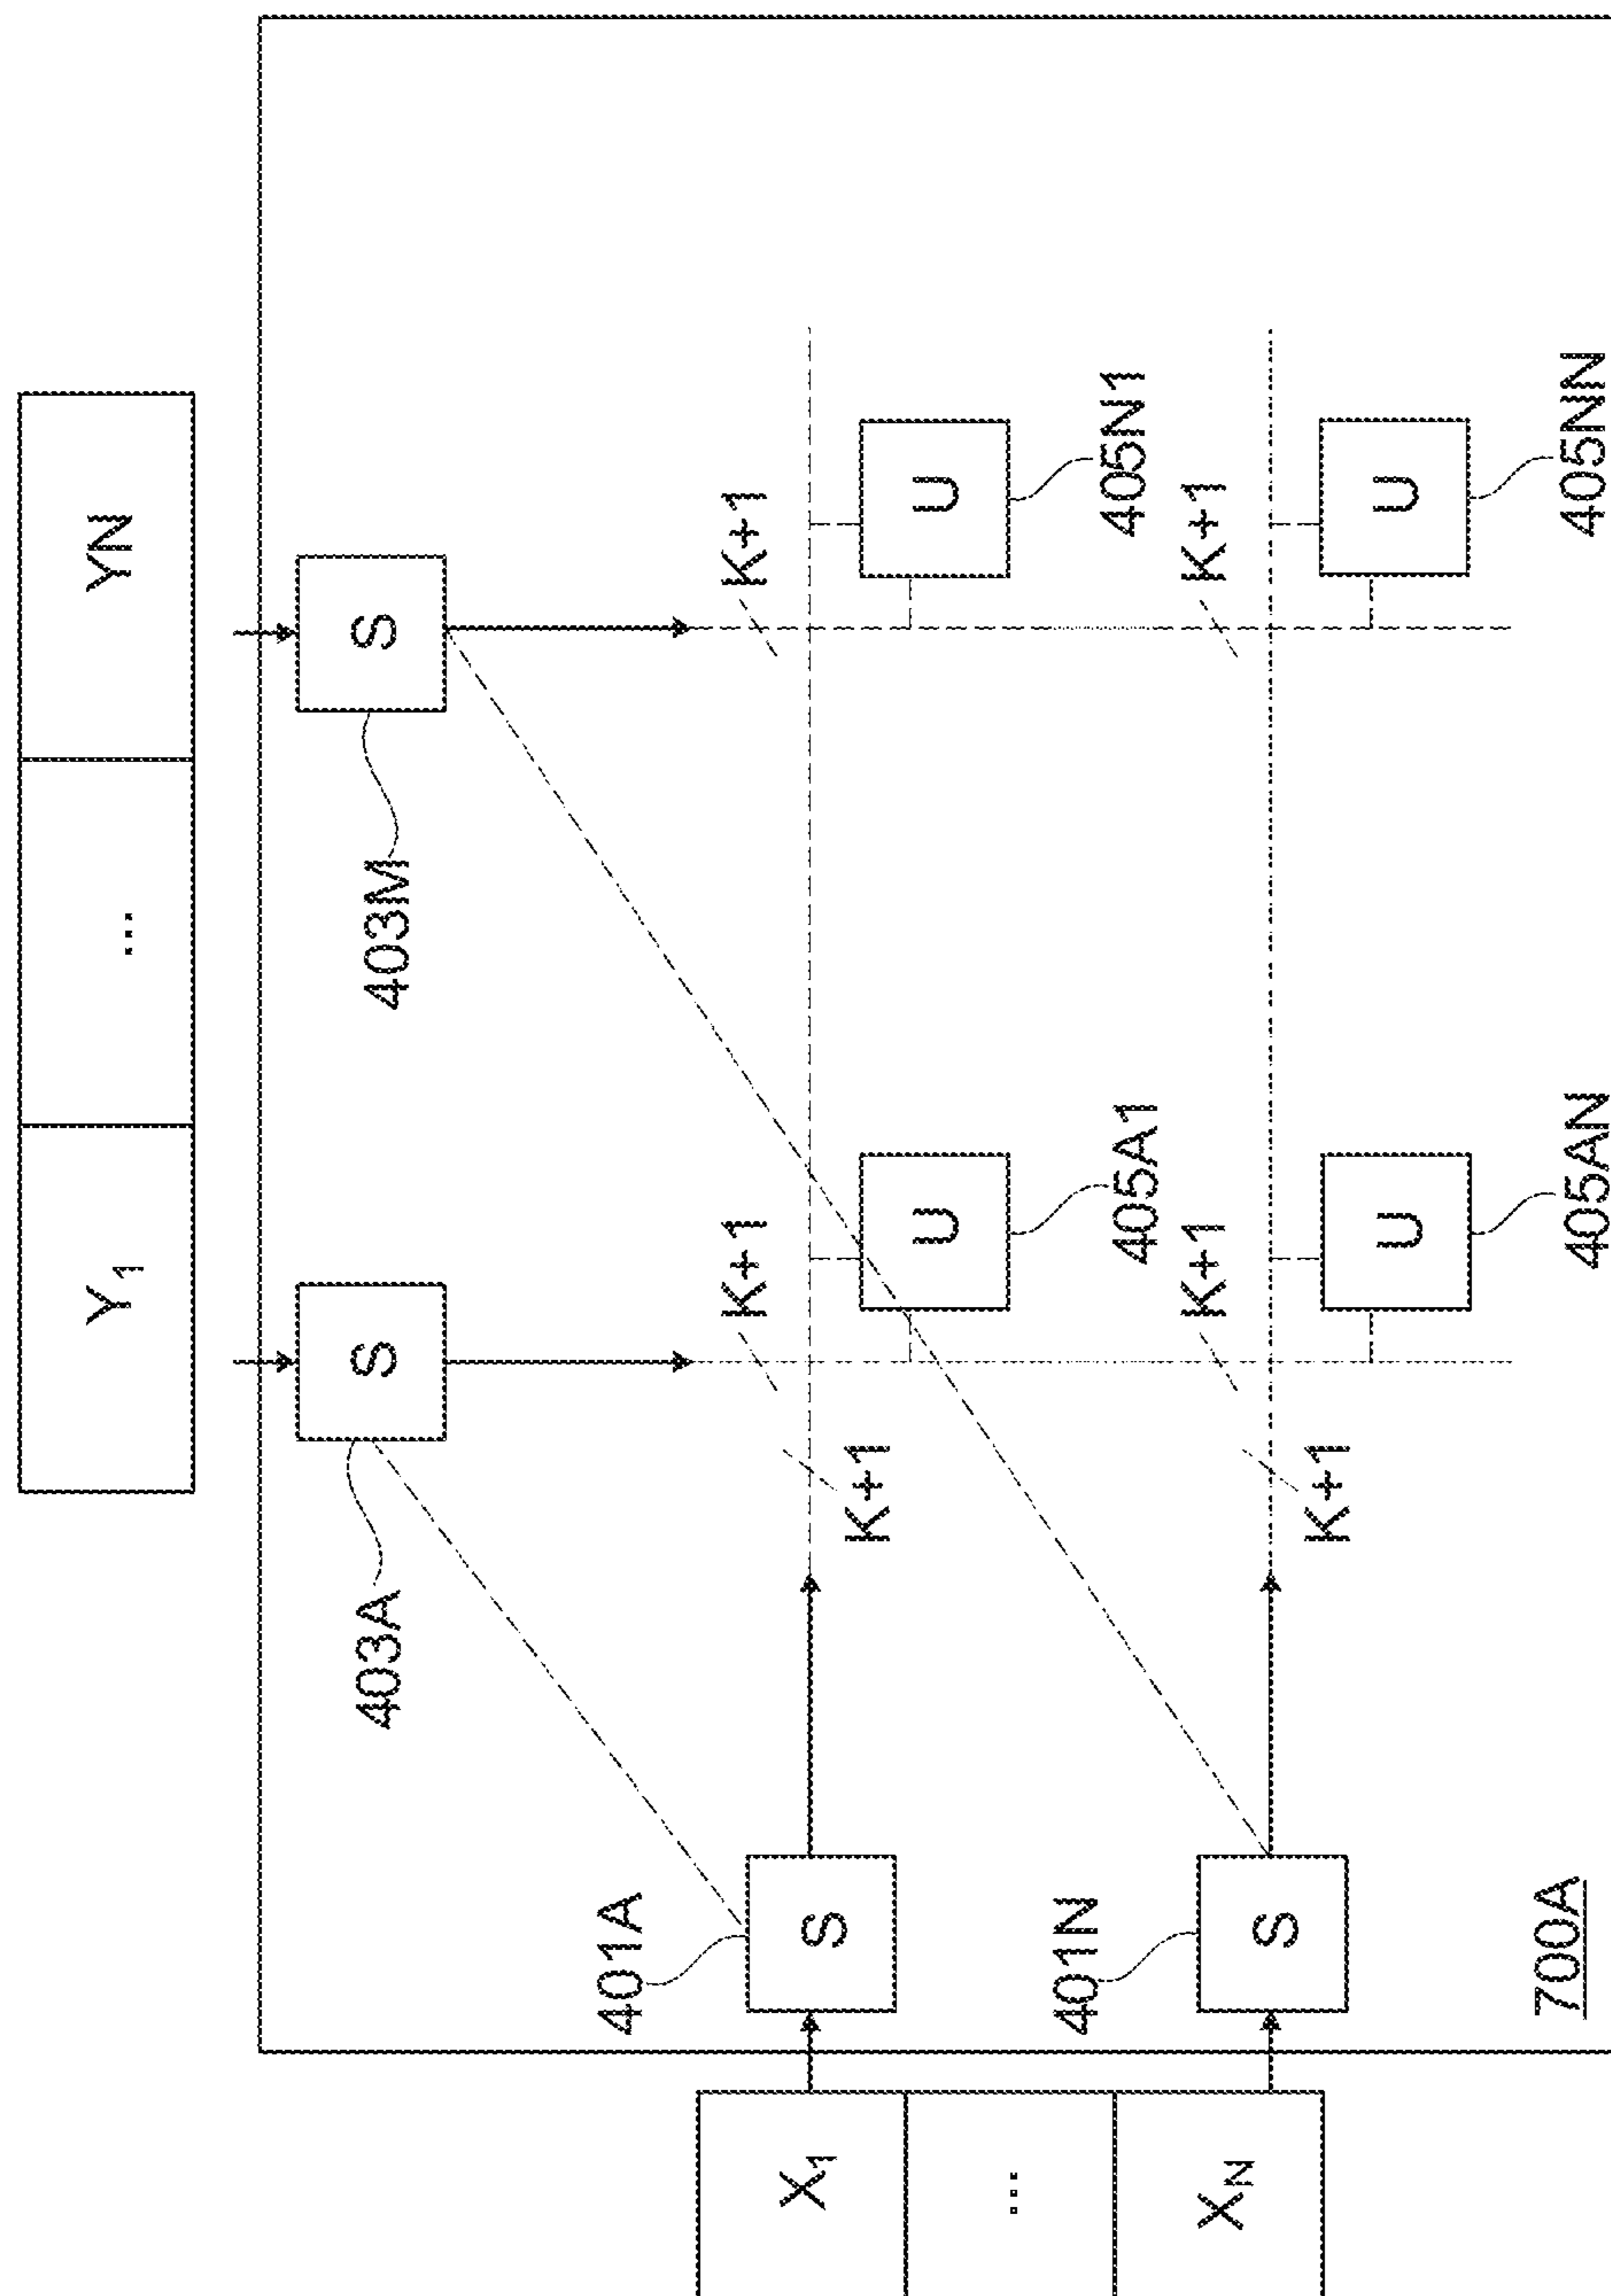 Y1
...
YN
403A
S
403M
S
401A
K+1
K+1
X1
S
K+1
U
U
...
405A1
405N1
401N
K+1
K+1
XN
S
K+1
U
U
700A
405AN
405NN